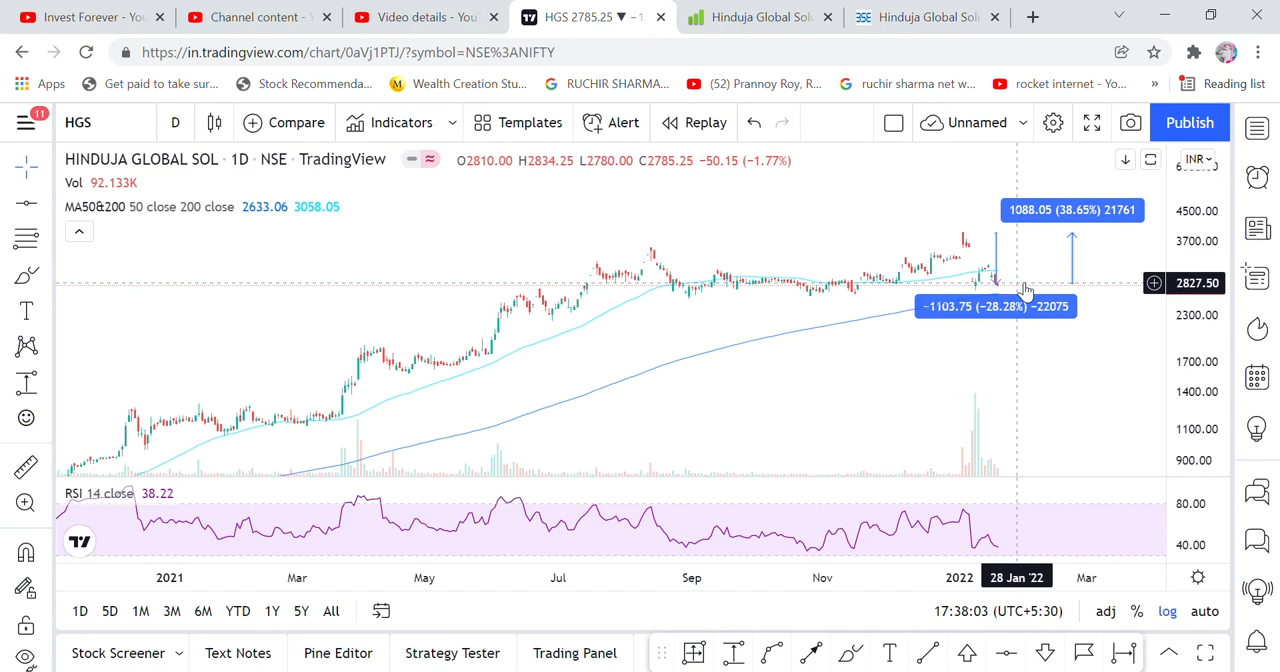 Invest Forever - You
Channel content -
Video details - You
HGS 2785.25 ▼ −1.
Hinduja Global Sol
Hinduja Global Sol
https://in.tradingview.com/chart/0aVj1PTJ/?symbol=NSE%3ANIFTY
Apps
Get paid to take sur...
Stock Recommenda...
Wealth Creation Stu...
RUCHIR SHARMA...
(52) Prannoy Roy, R...
ruchir sharma net w...
rocket internet - Yo...
»
Reading list
11
HGS
D
Compare
Indicators
Templates
Alert
Replay
Unnamed
Publish
HINDUJA GLOBAL SOL · 1D · NSE · TradingView
O2810.00 H2834.25 L2780.00 C2785.25 −50.15 (−1.77%)
INR
Vol 92.133K
MA50&200 50 close 200 close 2633.06 3058.05
1088.05 (38.65%) 21761
−1103.75 (−28.28%) −22075
4500.00
3700.00
2827.50
2300.00
1700.00
1400.00
1100.00
900.00
RSI 14 close 38.22
80.00
40.00
2021
Mar
May
Jul
Sep
Nov
2022
28 Jan '22
Mar
1D 5D 1M 3M 6M YTD 1Y 5Y All
17:38:03 (UTC+5:30)
adj % log auto
Stock Screener
Text Notes
Pine Editor
Strategy Tester
Trading Panel